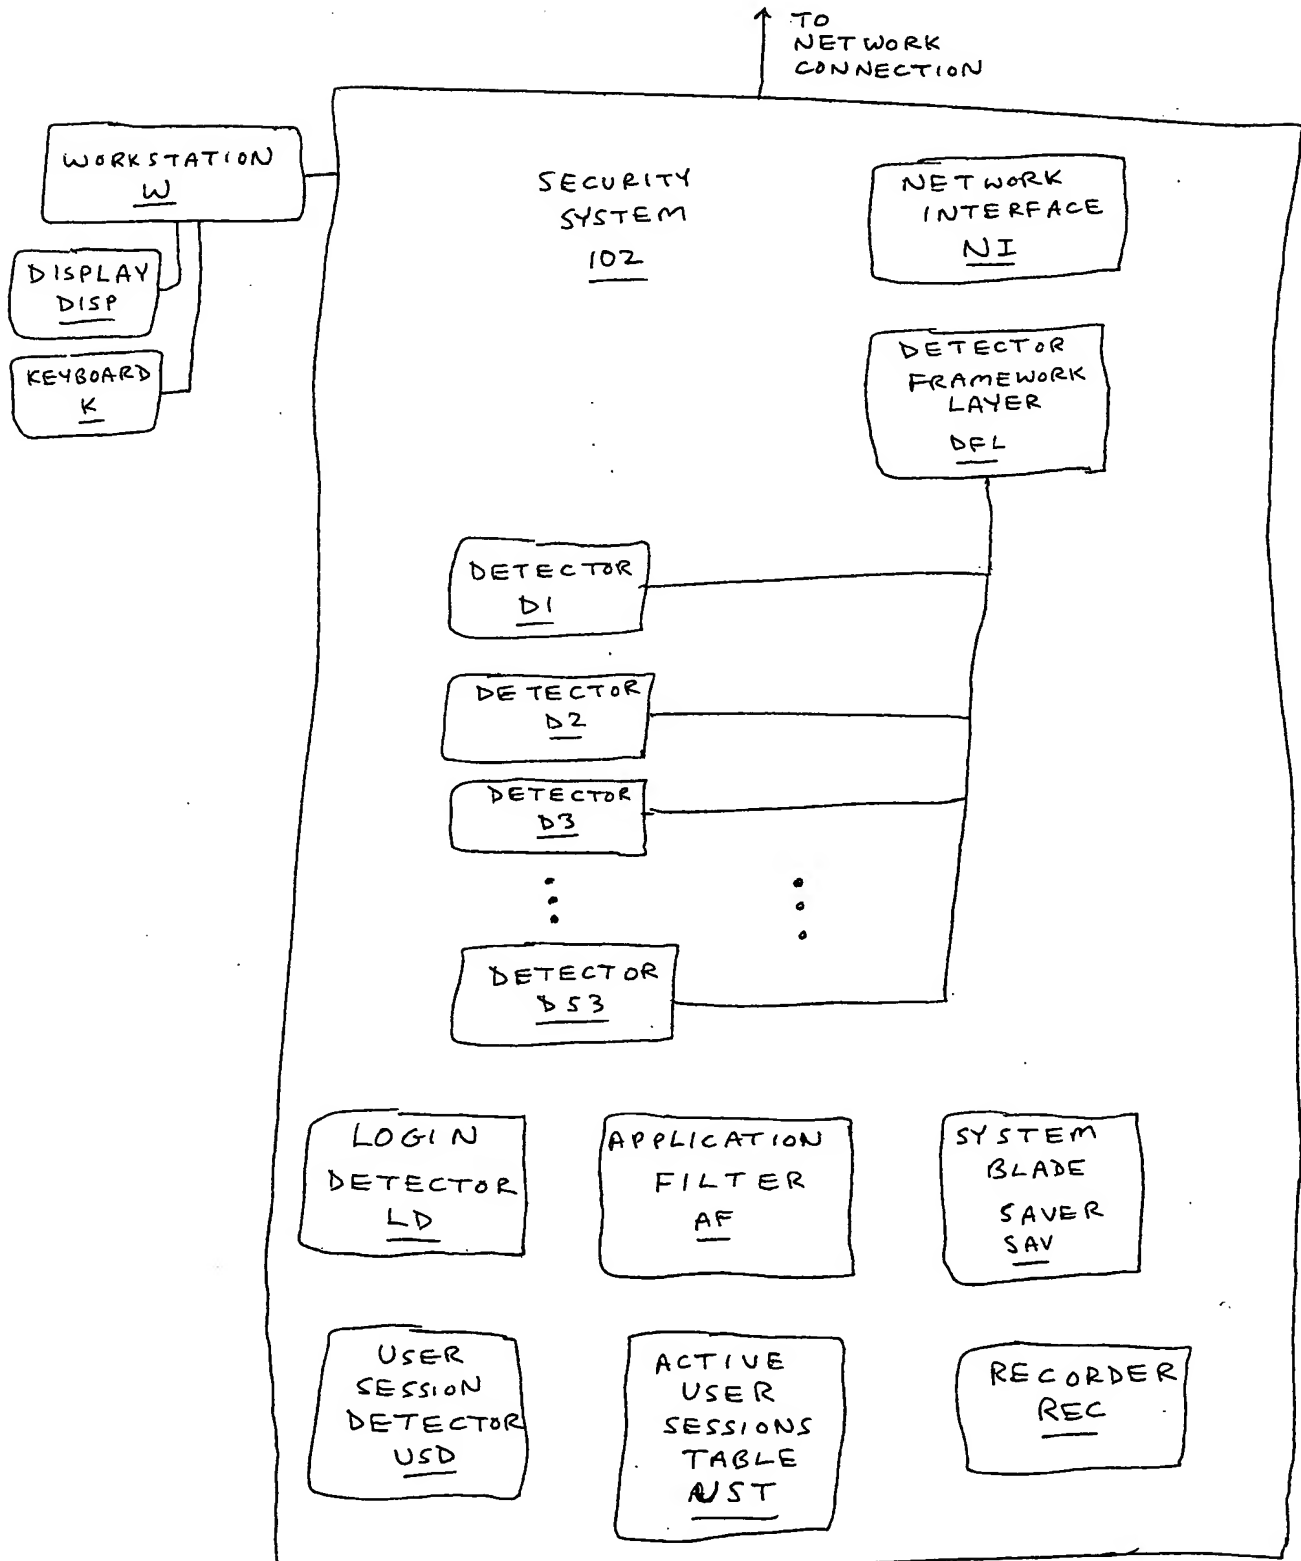 TO
NETWORK
CONNECTION
WORKSTATION
W
DISPLAY
DISP
KEYBOARD
K
SECURITY
SYSTEM
102
NETWORK
INTERFACE
NI
DETECTOR
FRAMEWORK
LAYER
DFL
DETECTOR
D1
DETECTOR
D2
DETECTOR
D3
DETECTOR
D53
LOGIN
DETECTOR
LD
APPLICATION
FILTER
AF
SYSTEM
BLADE
SAVER
SAV
USER
SESSION
DETECTOR
USD
ACTIVE
USER
SESSIONS
TABLE
AUST
RECORDER
REC